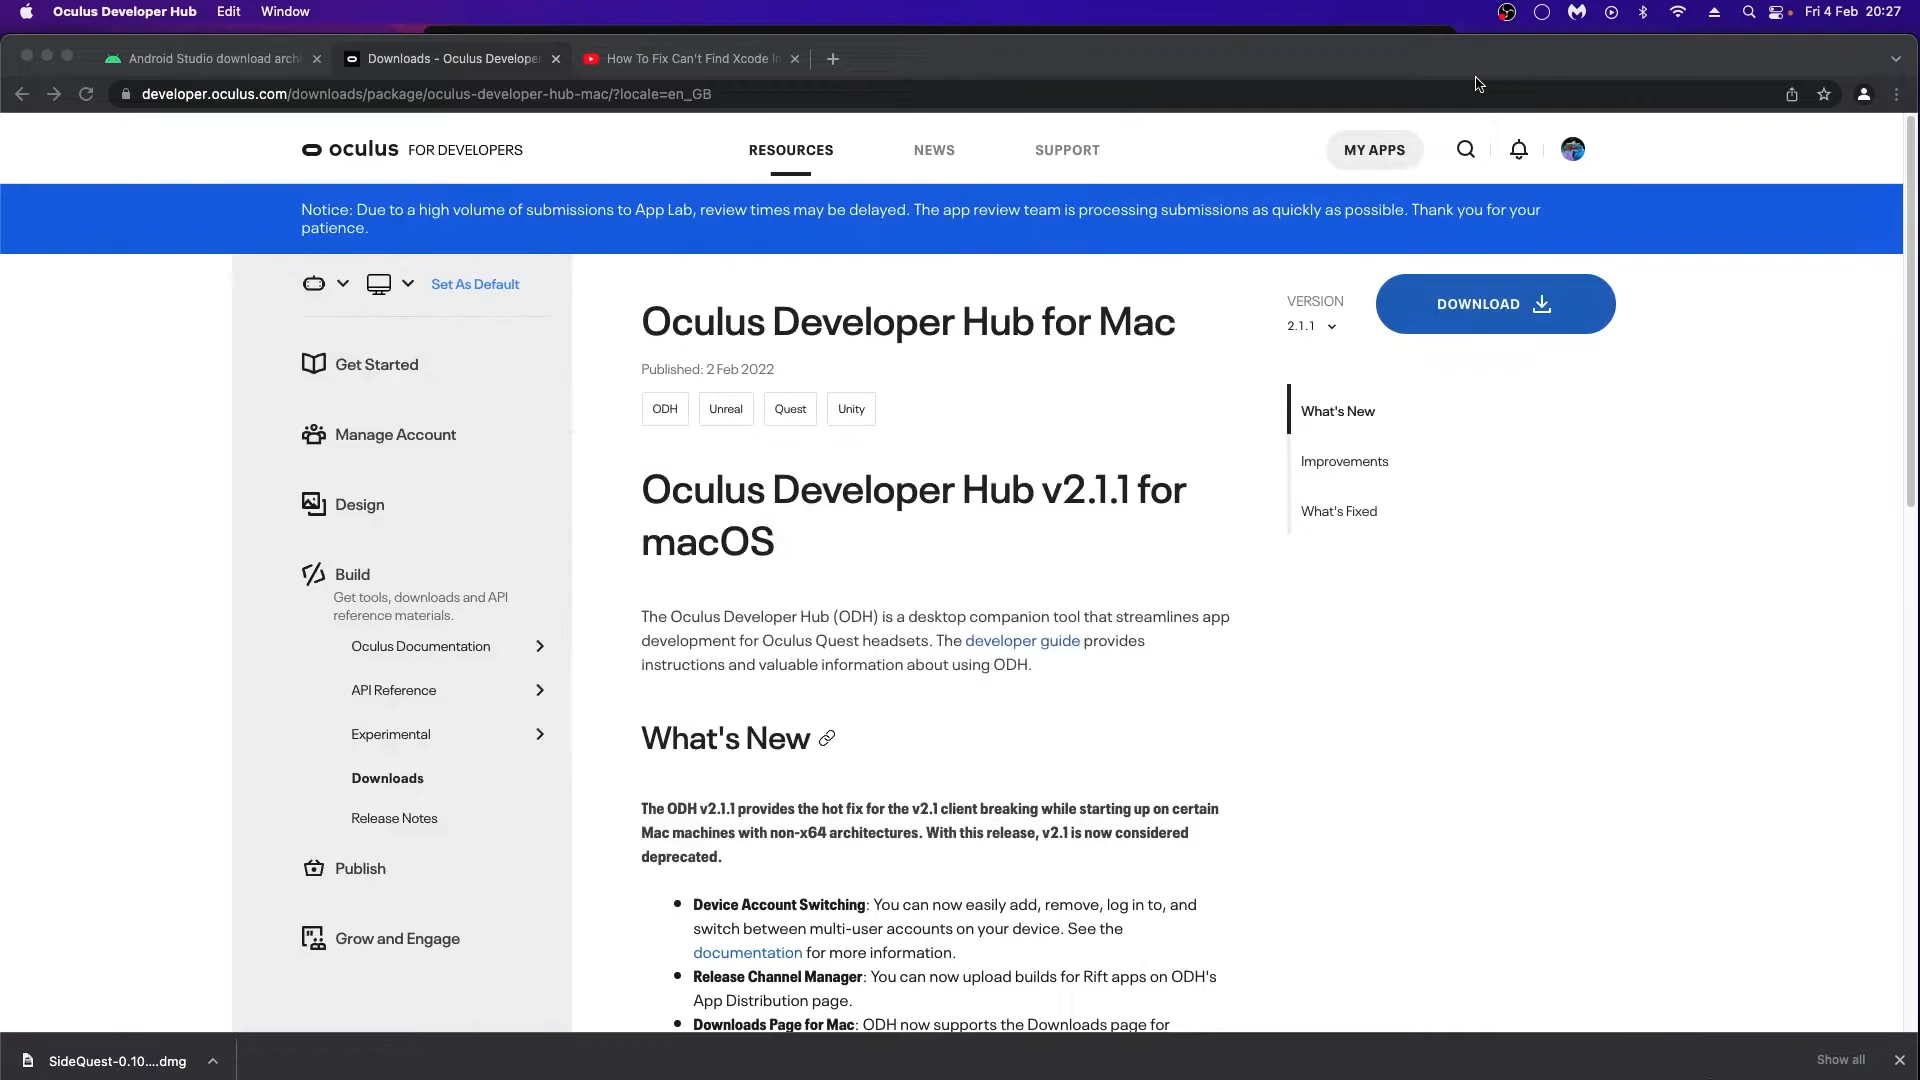 Oculus Developer Hub Edit Window Fri 4 Feb 20:27
Android Studio download archi Downloads - Oculus Develope How To Fix Can't Find Xcode In
developer.oculus.com/downloads/package/oculus-developer-hub-mac/?locale=en_GB
oculus FOR DEVELOPERS RESOURCES NEWS SUPPORT MY APPS
Notice: Due to a high volume of submissions to App Lab, review times may be delayed. The app review team is processing submissions as quickly as possible. Thank you for your
patience.
Set As Default
Get Started
Manage Account
Design
Build
Get tools, downloads and API
reference materials.
Oculus Documentation
API Reference
Experimental
Downloads
Release Notes
Publish
Grow and Engage
Oculus Developer Hub for Mac
Published: 2 Feb 2022
ODH Unreal Quest Unity
Oculus Developer Hub v2.1.1 for
macOS
The Oculus Developer Hub (ODH) is a desktop companion tool that streamlines app
development for Oculus Quest headsets. The developer guide provides
instructions and valuable information about using ODH.
What's New
The ODH v2.1.1 provides the hot fix for the v2.1 client breaking while starting up on certain
Mac machines with non-x64 architectures. With this release, v2.1 is now considered
deprecated.
Device Account Switching: You can now easily add, remove, log in to, and
switch between multi-user accounts on your device. See the
documentation for more information.
Release Channel Manager: You can now upload builds for Rift apps on ODH's
App Distribution page.
Downloads Page for Mac: ODH now supports the Downloads page for
VERSION
2.1.1
DOWNLOAD
What's New
Improvements
What's Fixed
SideQuest-0.10....dmg Show all